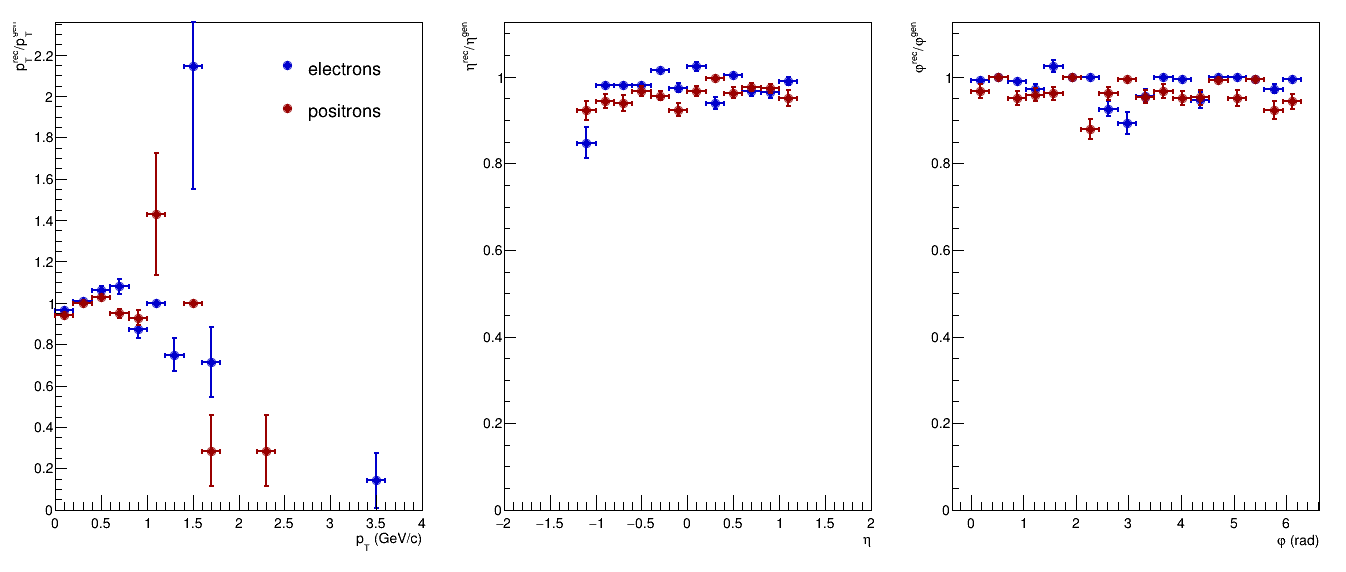 p_T^rec/p_T^gen
electrons
positrons
2.2
2
1.8
1.6
1.4
1.2
1
0.8
0.6
0.4
0.2
0
0 0.5 1 1.5 2 2.5 3 3.5 4
p_T (GeV/c)
η^rec/η^gen
1
0.8
0.6
0.4
0.2
0
−2 −1.5 −1 −0.5 0 0.5 1 1.5 2
η
φ^rec/φ^gen
1
0.8
0.6
0.4
0.2
0
0 1 2 3 4 5 6
φ (rad)